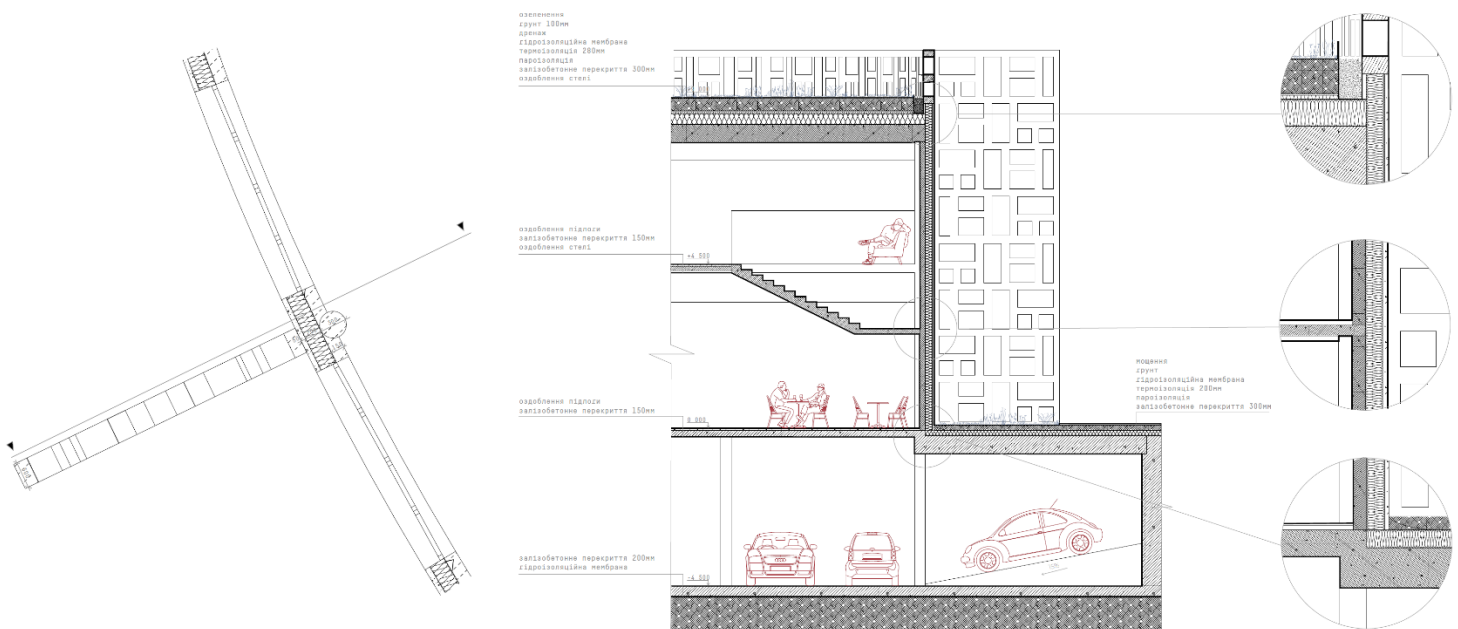 озеленення
грунт 180мм
дренаж
гідроізоляційна мембрана
термоізоляція 280мм
пароізоляція
залізобетонне перекриття 300мм
оздоблення стелі
оздоблення підлоги
залізобетонне перекриття 150мм
оздоблення стелі
+4.500
мощення
грунт
гідроізоляційна мембрана
термоізоляція 280мм
пароізоляція
залізобетонне перекриття 300мм
оздоблення підлоги
залізобетонне перекриття 150мм
0.000
залізобетонне перекриття 200мм
гідроізоляційна мембрана
-4.500